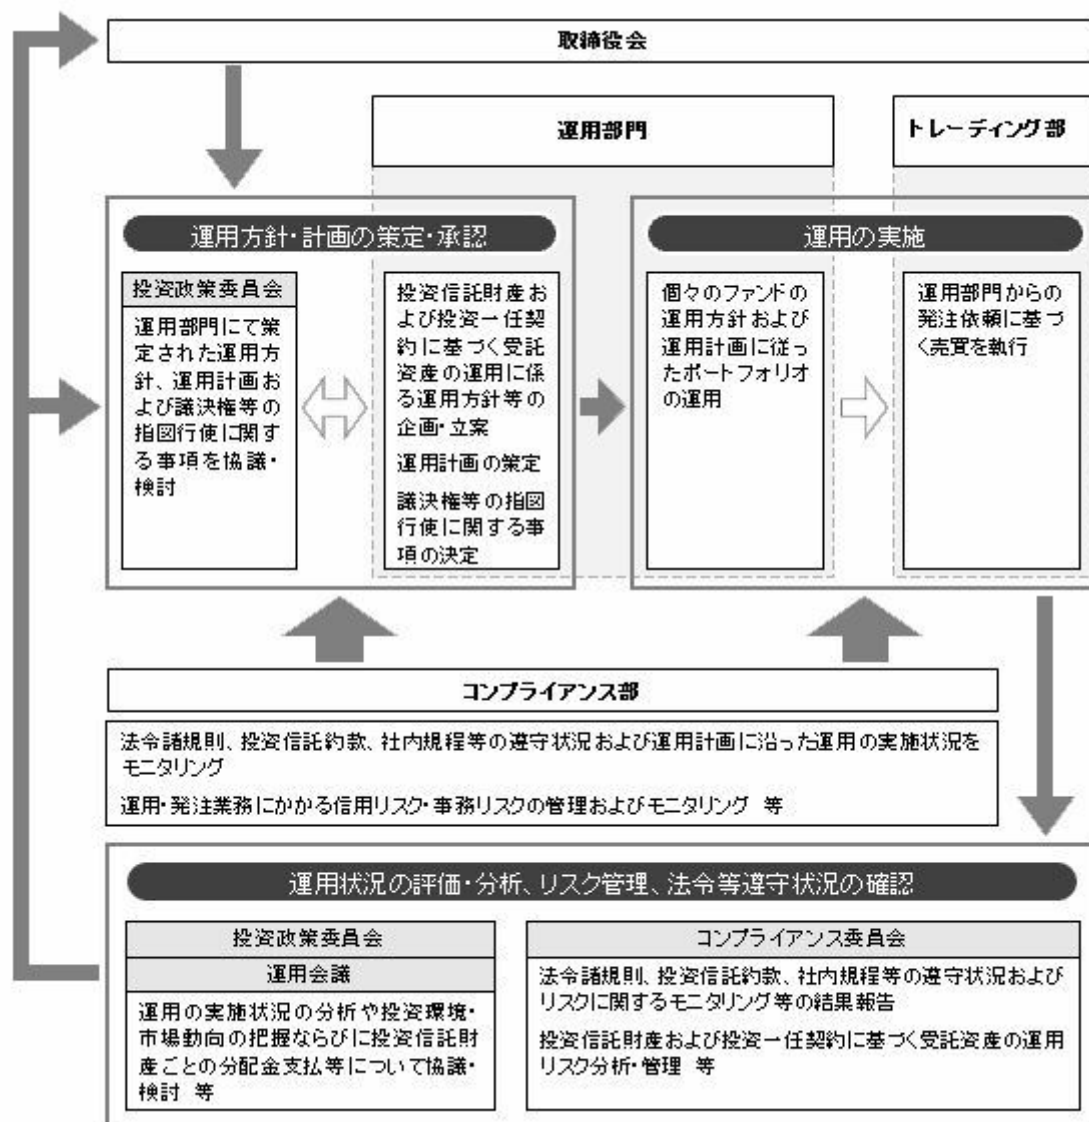 取締役会
運用部門
トレーディング部
運用方針・計画の策定・承認
投資政策委員会
運用部門にて策
定された運用方
針、運用計画お
よび議決権等の
指図行使に関す
る事項を協議・
検討
投資信託財産お
よび投資一任契
約に基づく受託
資産の運用に係
る運用方針等の
企画・立案
運用計画の策定
議決権等の指図
行使に関する事
項の決定
運用の実施
個々のファンドの
運用方針および
運用計画に従っ
たポートフォリオ
の運用
運用部門からの
発注依頼に基づ
く売買を執行
コンプライアンス部
法令諸規則、投資信託約款、社内規程等の遵守状況および運用計画に沿った運用の実施状況を
モニタリング
運用・発注業務にかかる信用リスク・事務リスクの管理およびモニタリング 等
運用状況の評価・分析、リスク管理、法令等遵守状況の確認
投資政策委員会
運用会議
運用の実施状況の分析や投資環境・
市場動向の把握ならびに投資信託財
産ごとの分配金支払等について協議・
検討 等
コンプライアンス委員会
法令諸規則、投資信託約款、社内規程等の遵守状況および
リスクに関するモニタリング等の結果報告
投資信託財産および投資一任契約に基づく受託資産の運用
リスク分析・管理 等